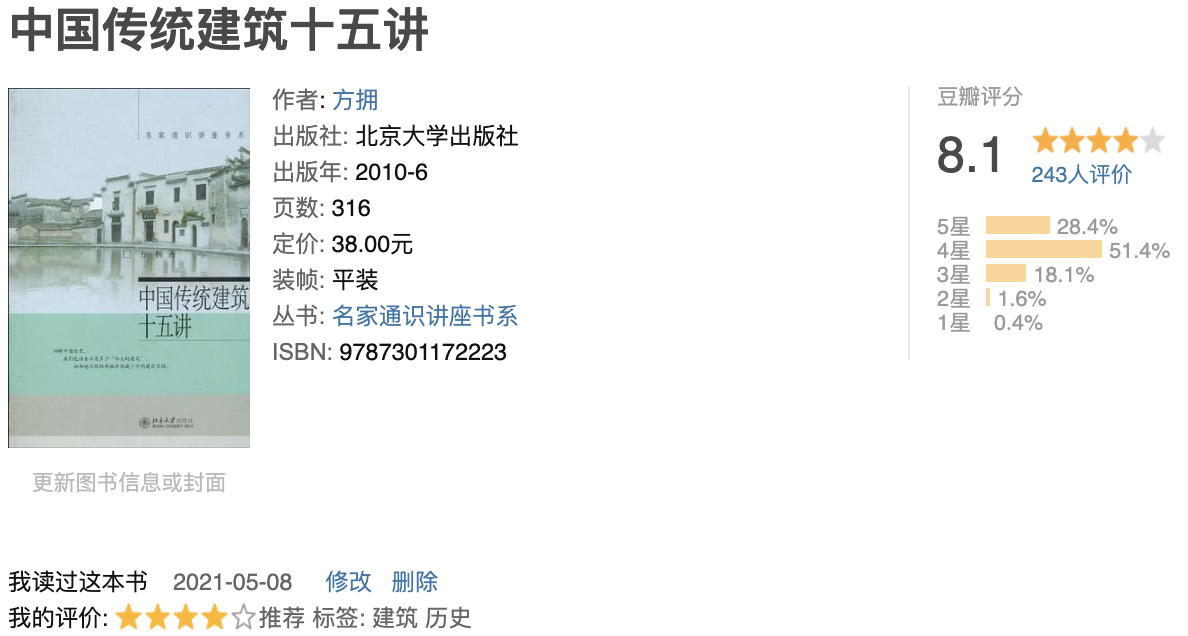 中国传统建筑十五讲
名家通识讲座书系
□ 方拥 著
中国传统建筑
十五讲
北京大学出版社
更新图书信息或封面
作者: 方拥
出版社: 北京大学出版社
出版年: 2010-6
页数: 316
定价: 38.00元
装帧: 平装
丛书: 名家通识讲座书系
ISBN: 9787301172223
豆瓣评分
8.1
243人评价
5星 28.4%
4星 51.4%
3星 18.1%
2星 1.6%
1星 0.4%
我读过这本书 2021-05-08 修改 删除
我的评价: ★★★★☆推荐 标签: 建筑 历史